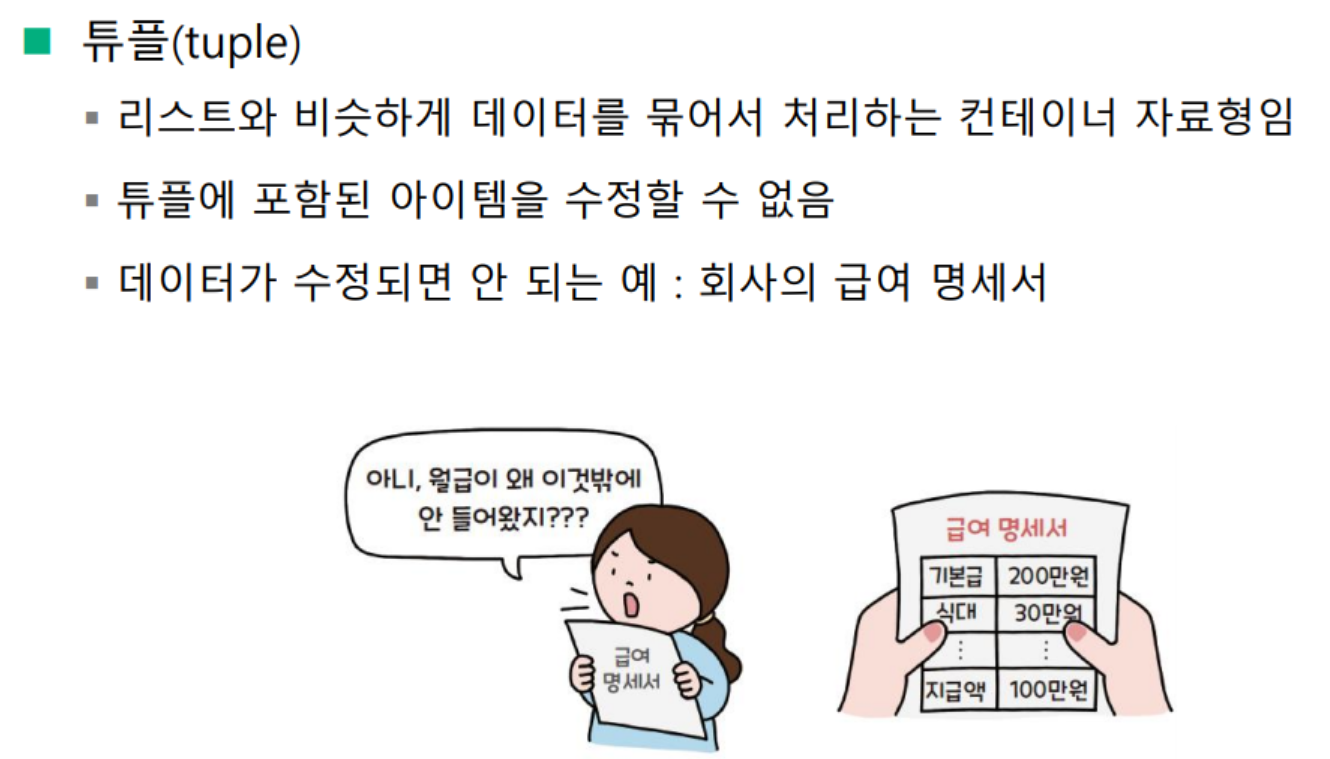 튜플(tuple)
리스트와 비슷하게 데이터를 묶어서 처리하는 컨테이너 자료형임
튜플에 포함된 아이템을 수정할 수 없음
데이터가 수정되면 안 되는 예 : 회사의 급여 명세서
아니, 월급이 왜 이것밖에
안 들어왔지???
급여
명세서
급여 명세서
기본급 200만원
식대 30만원
⋮ ⋮
지급액 100만원